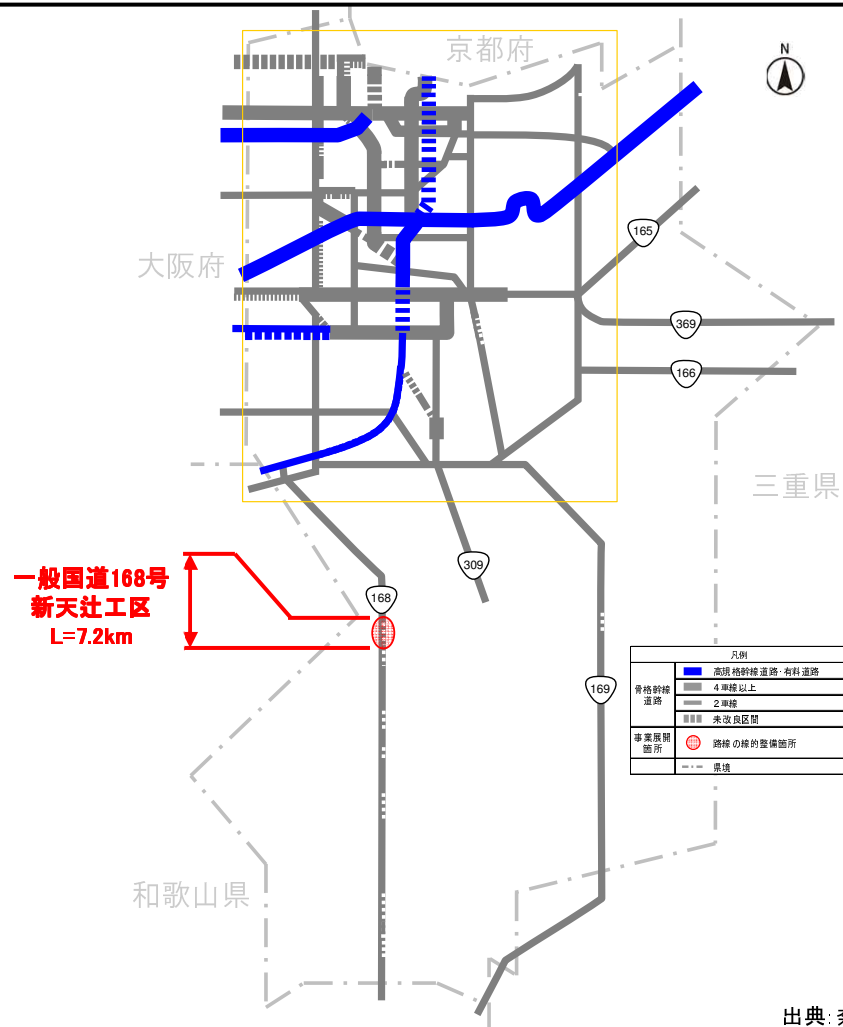 京都府
N
大阪府
165
369
166
三重県
一般国道168号
新天辻工区
L=7.2km
309
168
169
凡例
骨格幹線
道路
高規格幹線道路・有料道路
4車線以上
2車線
未改良区間
事業展開
箇所
路線の線的整備箇所
県境
和歌山県
出典: